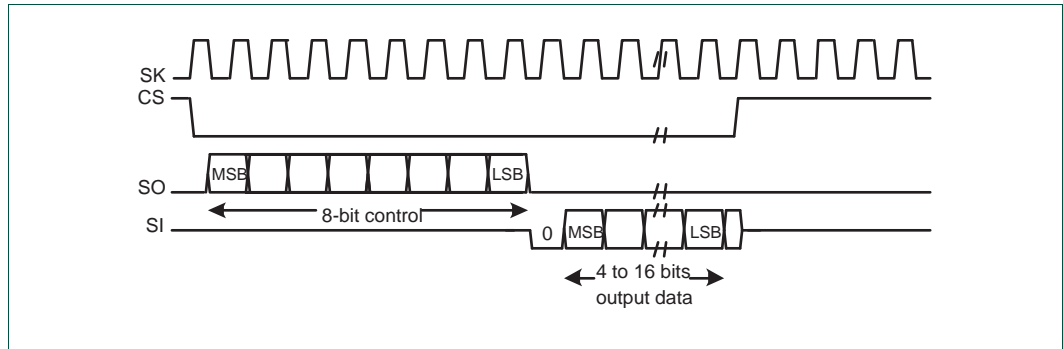 SK
CS
SO
MSB
LSB
8-bit control
SI
0
MSB
LSB
4 to 16 bits
output data